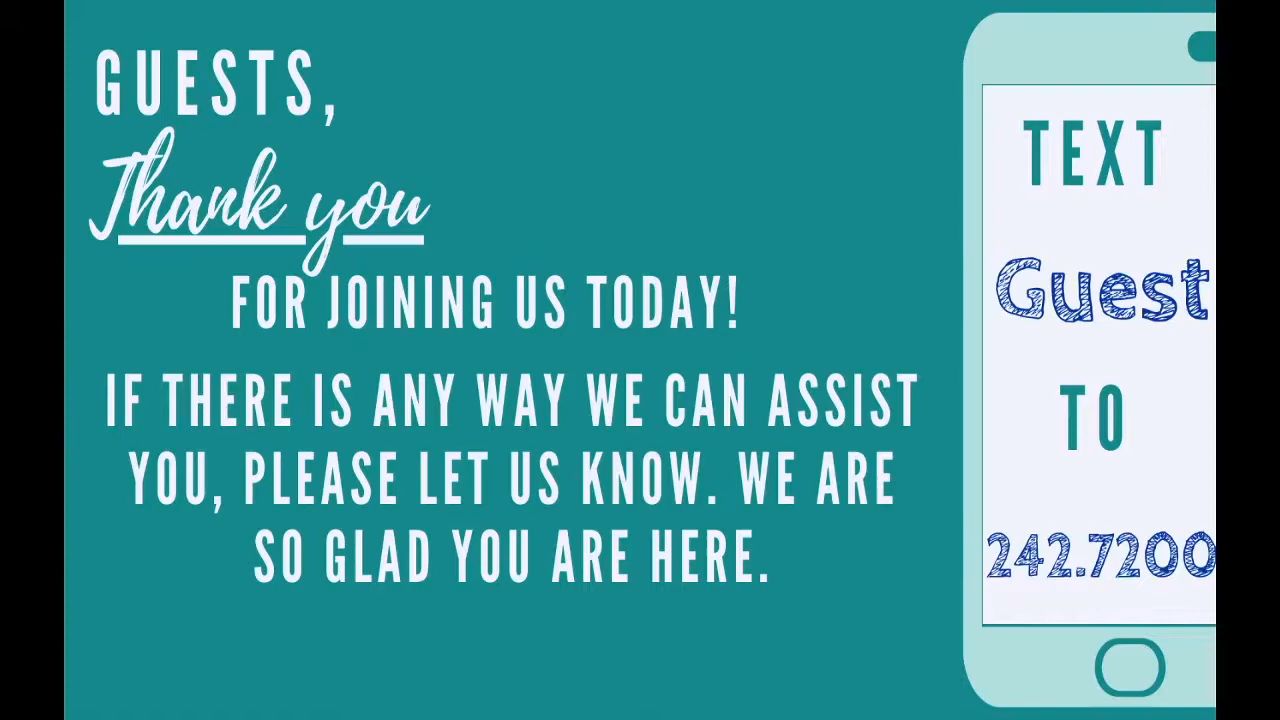 GUESTS,
Thank you
FOR JOINING US TODAY!
IF THERE IS ANY WAY WE CAN ASSIST
YOU, PLEASE LET US KNOW. WE ARE
SO GLAD YOU ARE HERE.
TEXT
Guest
TO
242.7200